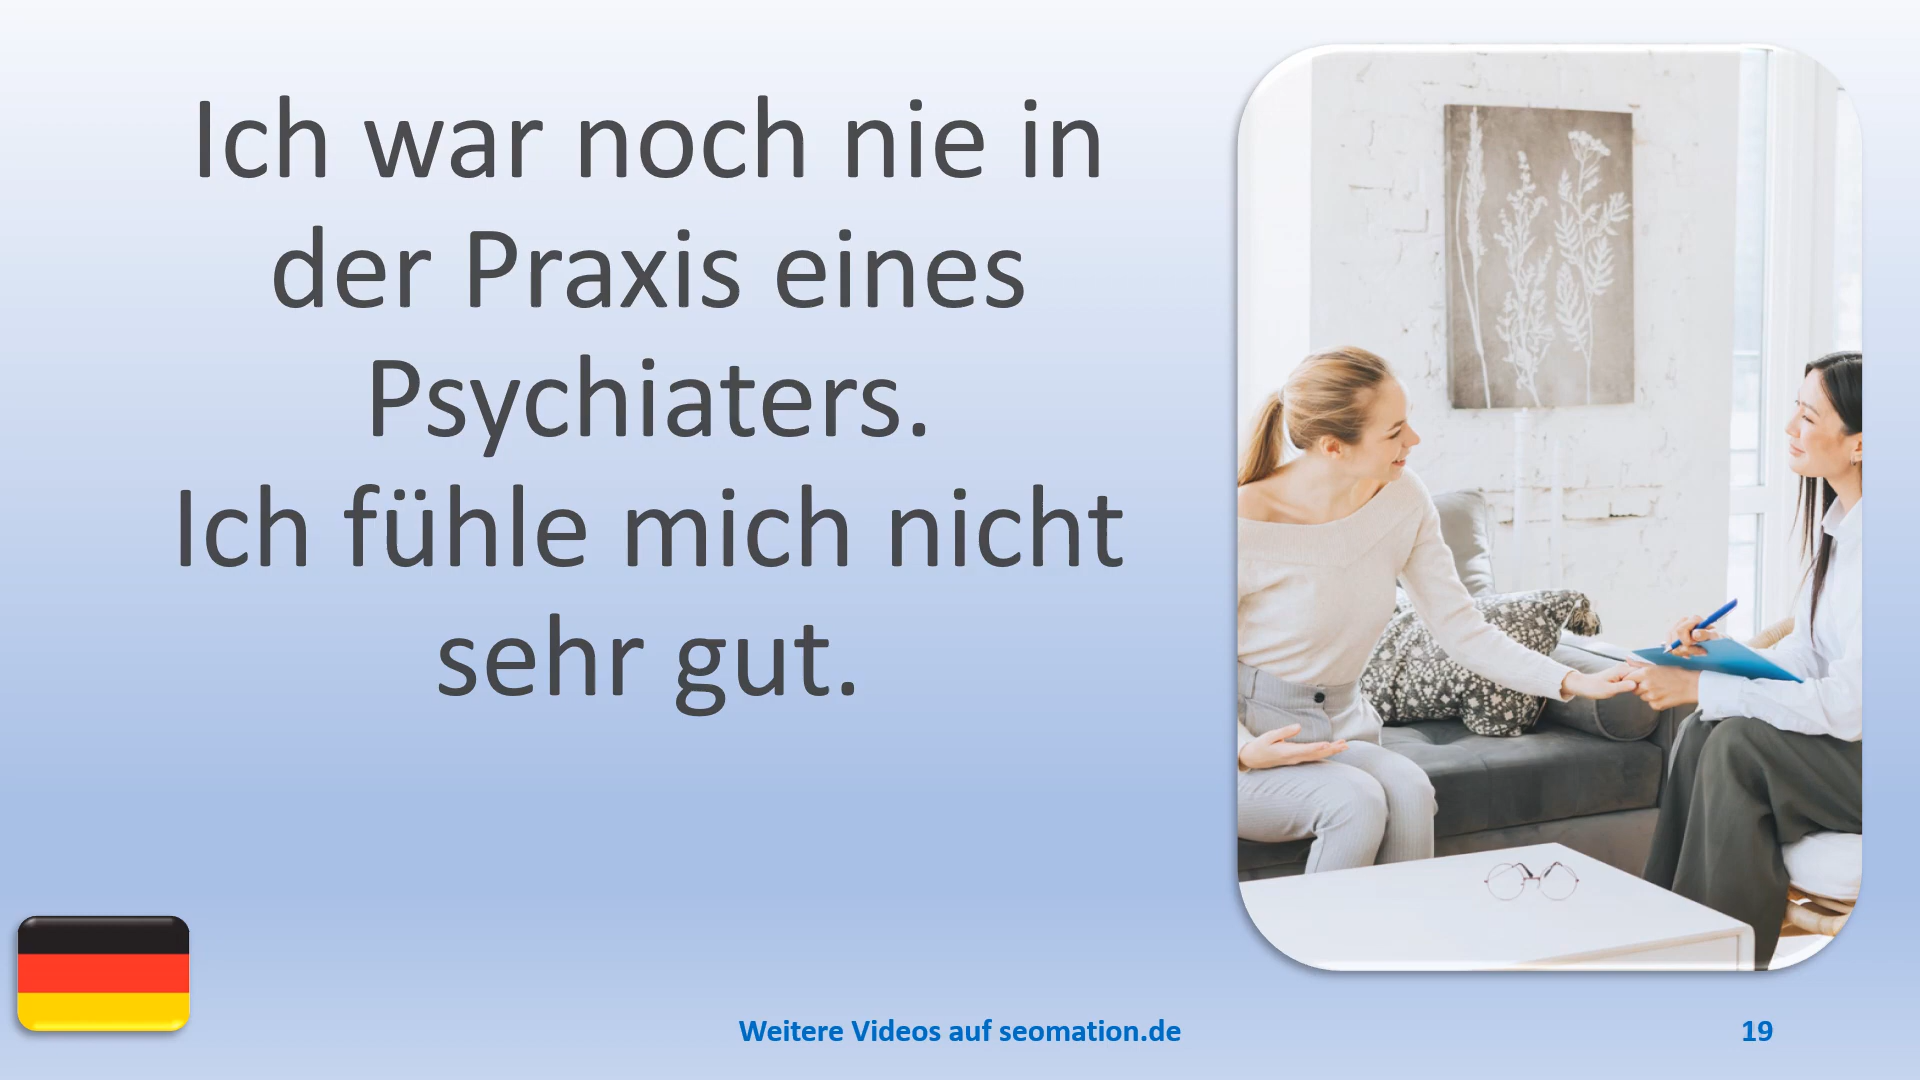 Ich war noch nie in
der Praxis eines
Psychiaters.
Ich fühle mich nicht
sehr gut.
Weitere Videos auf seomation.de
19